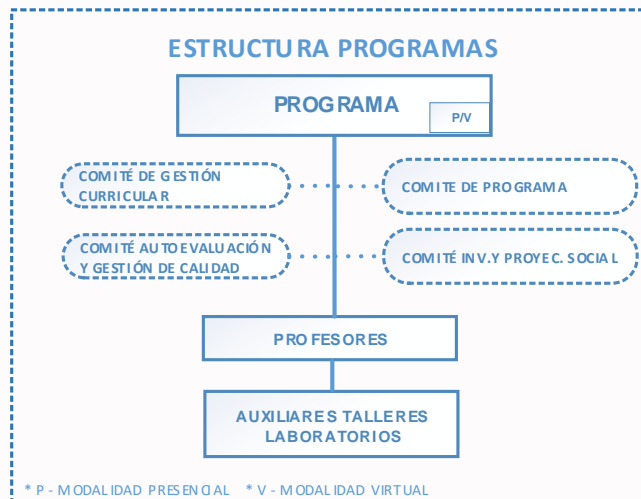 ESTRUCTURA PROGRAMAS
PROGRAMA
P/V
COMITÉ DE GESTIÓN
CURRICULAR
COMITE DE PROGRAMA
COMITÉ AUTOEVALUACIÓN
Y GESTIÓN DE CALIDAD
COMITÉ INV.Y PROYEC. SOCIAL
PROFESORES
AUXILIARES TALLERES
LABORATORIOS
* P - MODALIDAD PRESENCIAL * V - MODALIDAD VIRTUAL